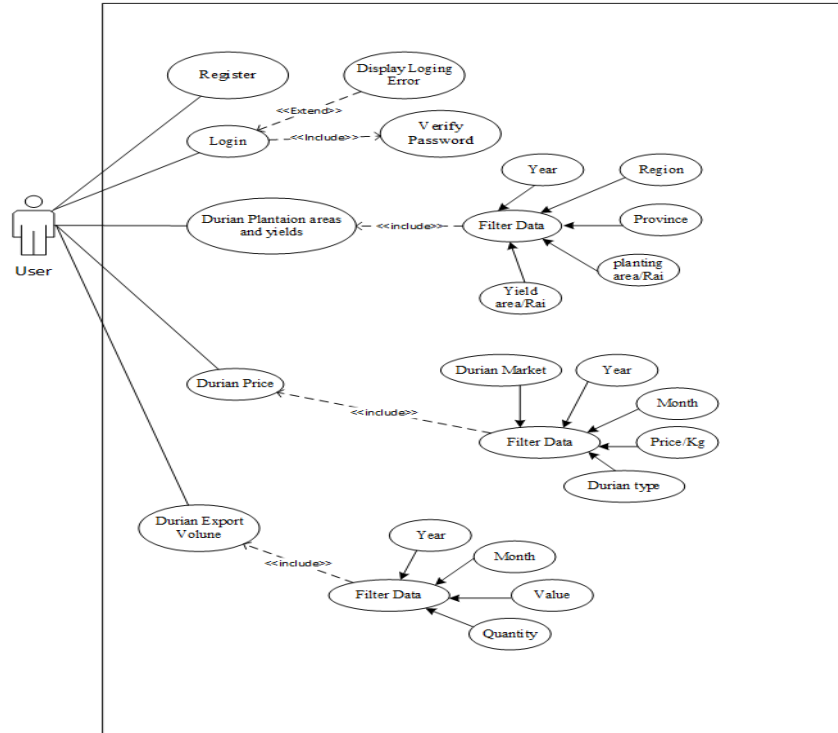 Register
Display Loging
Error
<<Extend>>
Login
<<Include>>
Verify
Password
User
Durian Plantaion areas
and yields
<<include>>
Filter Data
Year
Region
Province
planting
area/Rai
Yield
area/Rai
Durian Price
<<include>>
Filter Data
Durian Market
Year
Month
Price/Kg
Durian type
Durian Export
Volune
<<include>>
Filter Data
Year
Month
Value
Quantity